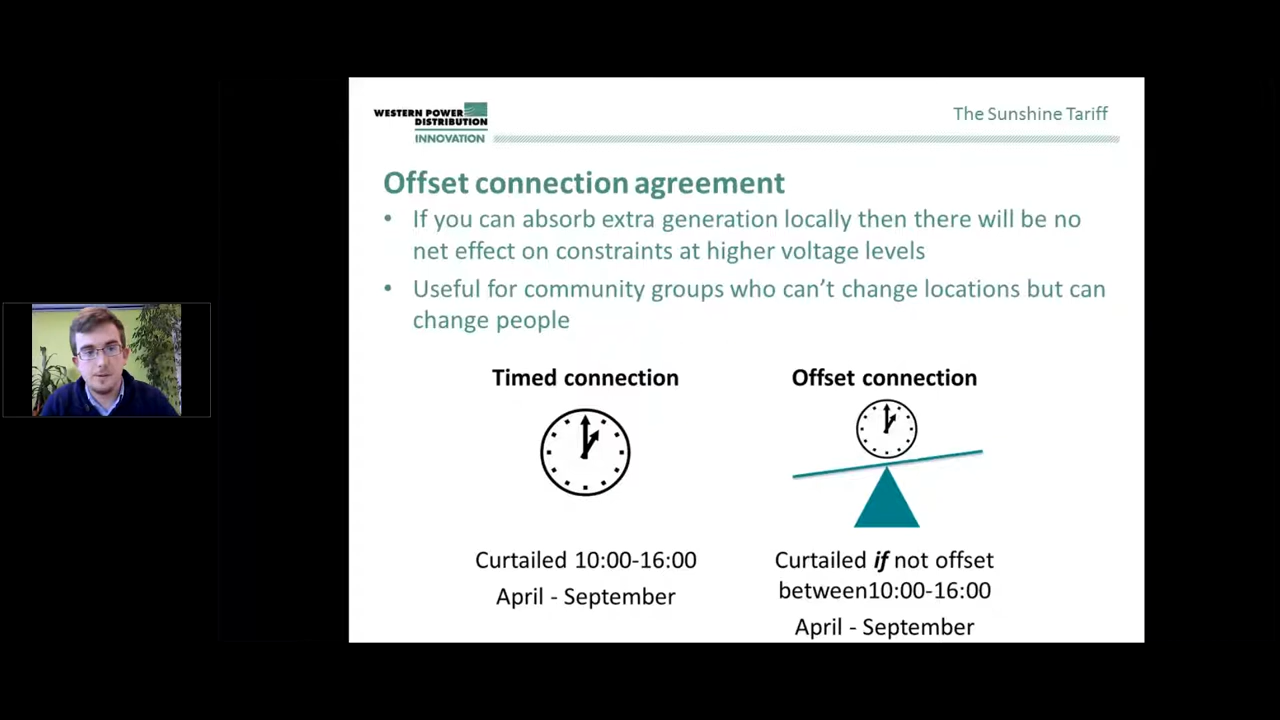 WESTERN POWER
DISTRIBUTION
INNOVATION
The Sunshine Tariff
Offset connection agreement
• If you can absorb extra generation locally then there will be no
net effect on constraints at higher voltage levels
• Useful for community groups who can't change locations but can
change people
Timed connection
Offset connection
Curtailed 10:00-16:00
April - September
Curtailed if not offset
between10:00-16:00
April - September